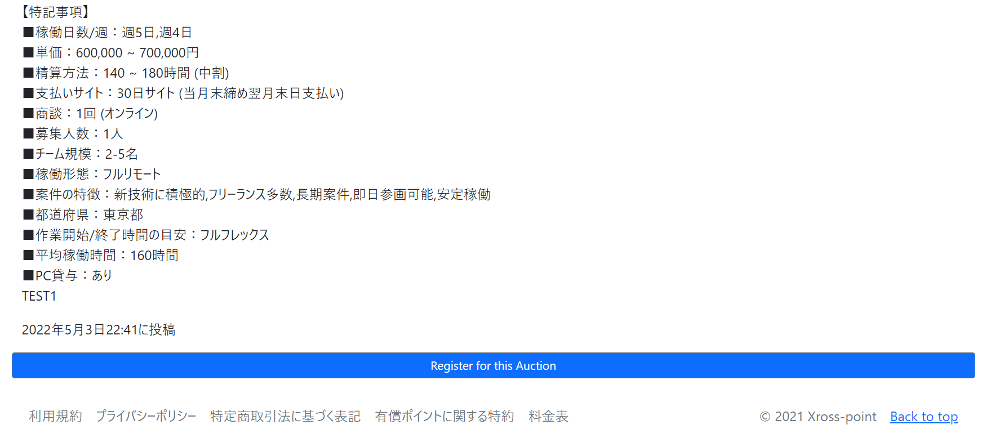 【特記事項】
■稼働日数/週：週5日,週4日
■単価：600,000 ~ 700,000円
■精算方法：140 ~ 180時間 (中割)
■支払いサイト：30日サイト (当月末締め翌月末日支払い)
■商談：1回 (オンライン)
■募集人数：1人
■チーム規模：2-5名
■稼働形態：フルリモート
■案件の特徴：新技術に積極的,フリーランス多数,長期案件,即日参画可能,安定稼働
■都道府県：東京都
■作業開始/終了時間の目安：フルフレックス
■平均稼働時間：160時間
■PC貸与：あり
TEST1
2022年5月3日22:41に投稿
Register for this Auction
利用規約 プライバシーポリシー 特定商取引法に基づく表記 有償ポイントに関する特約 料金表 © 2021 Xross-point Back to top